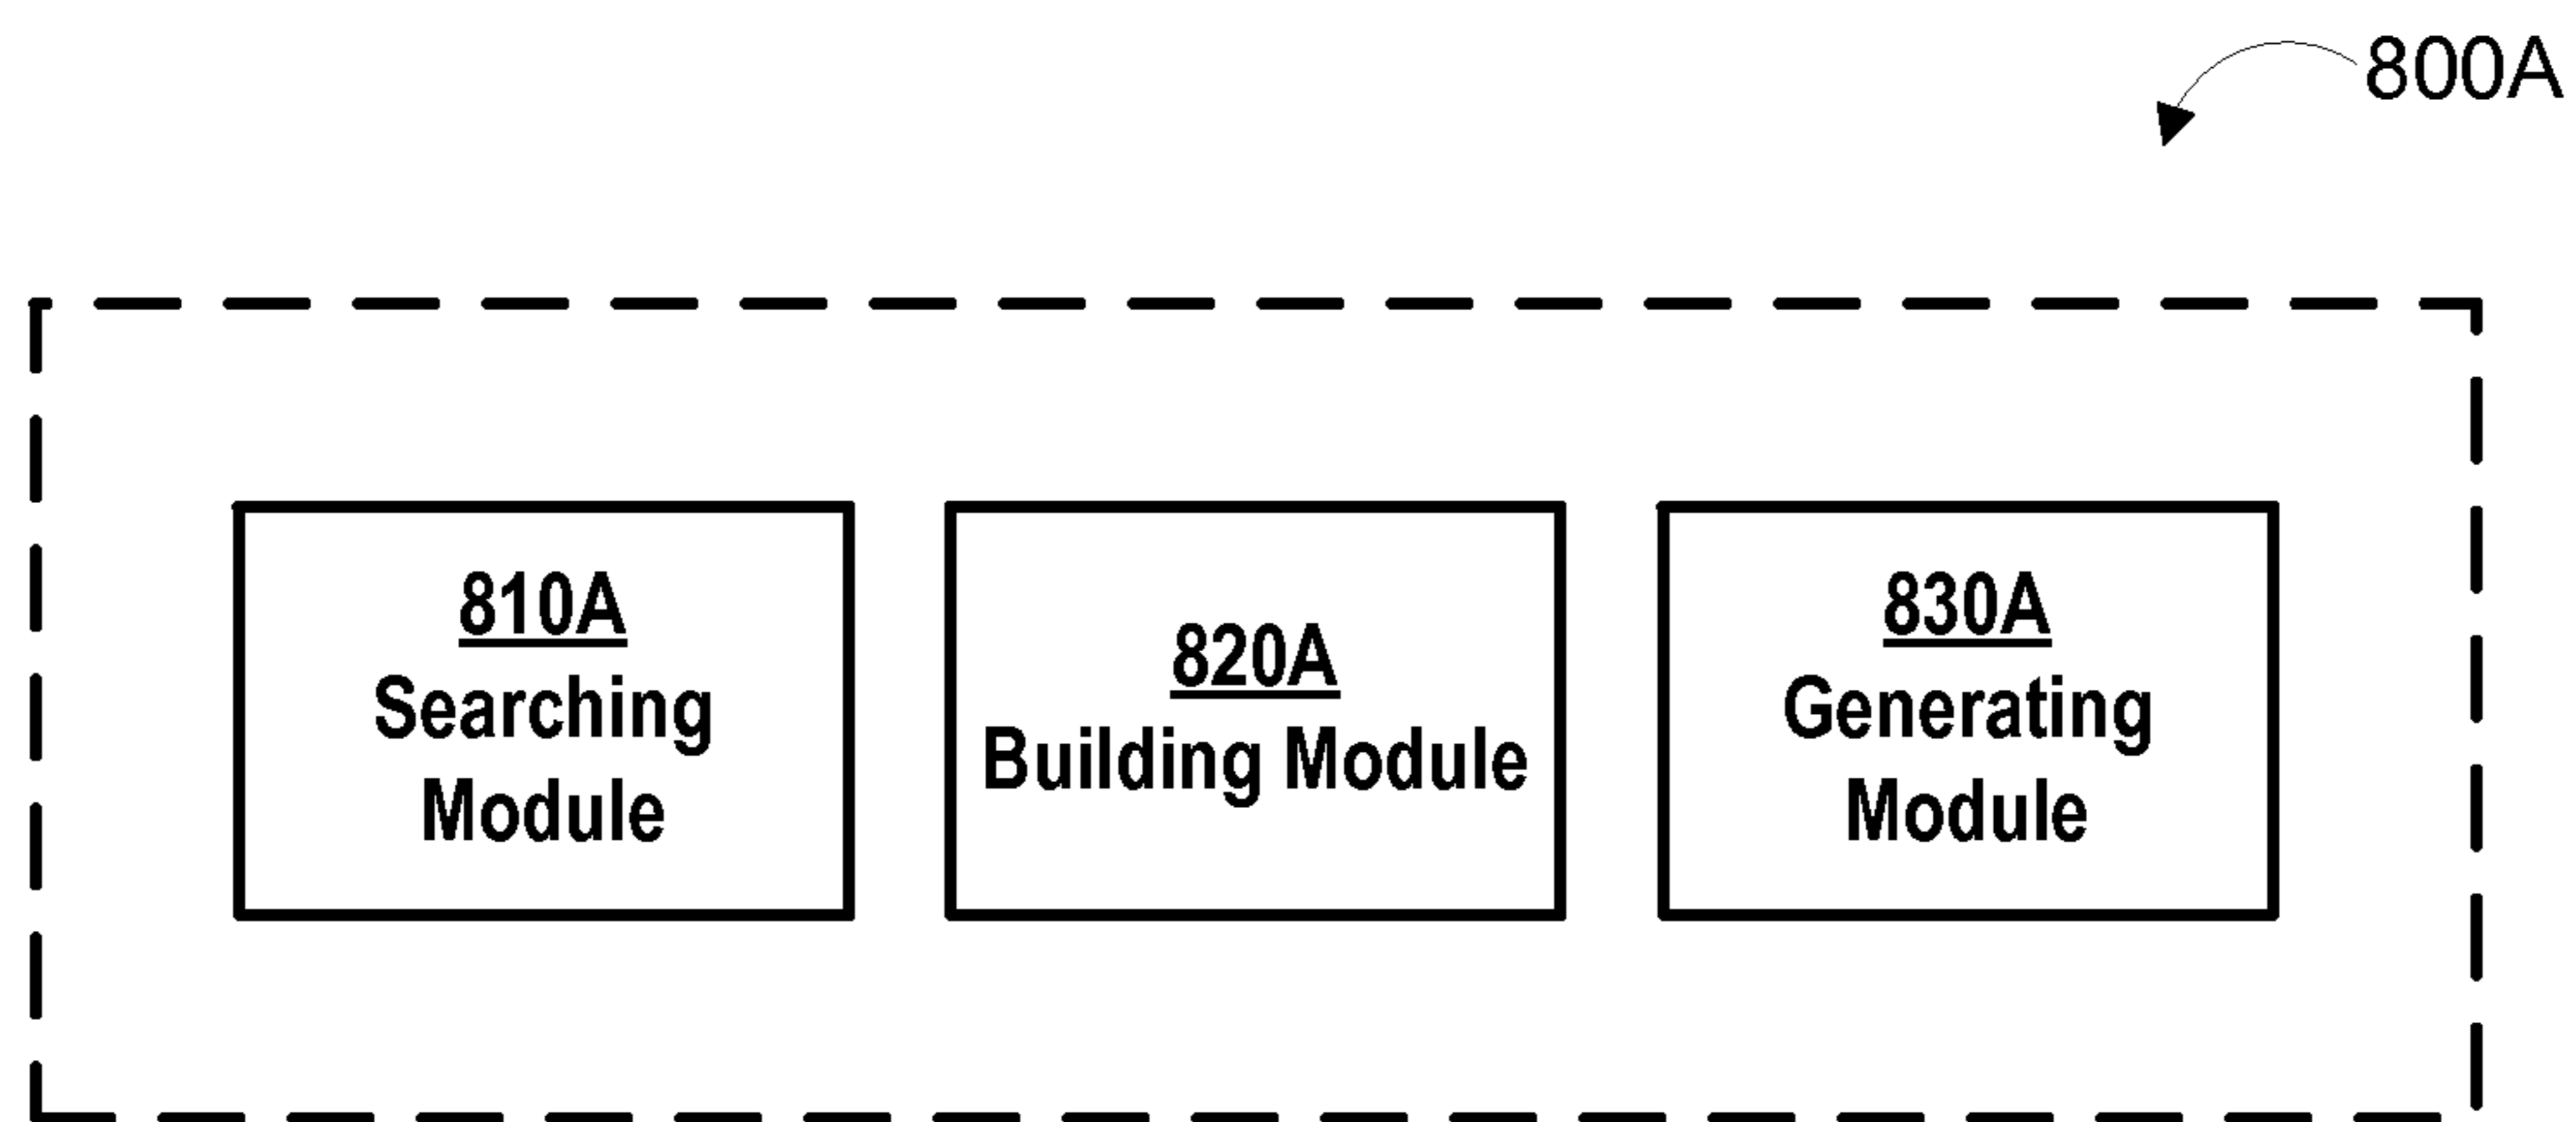 800A
810A
Searching
Module
820A
Building Module
830A
Generating
Module